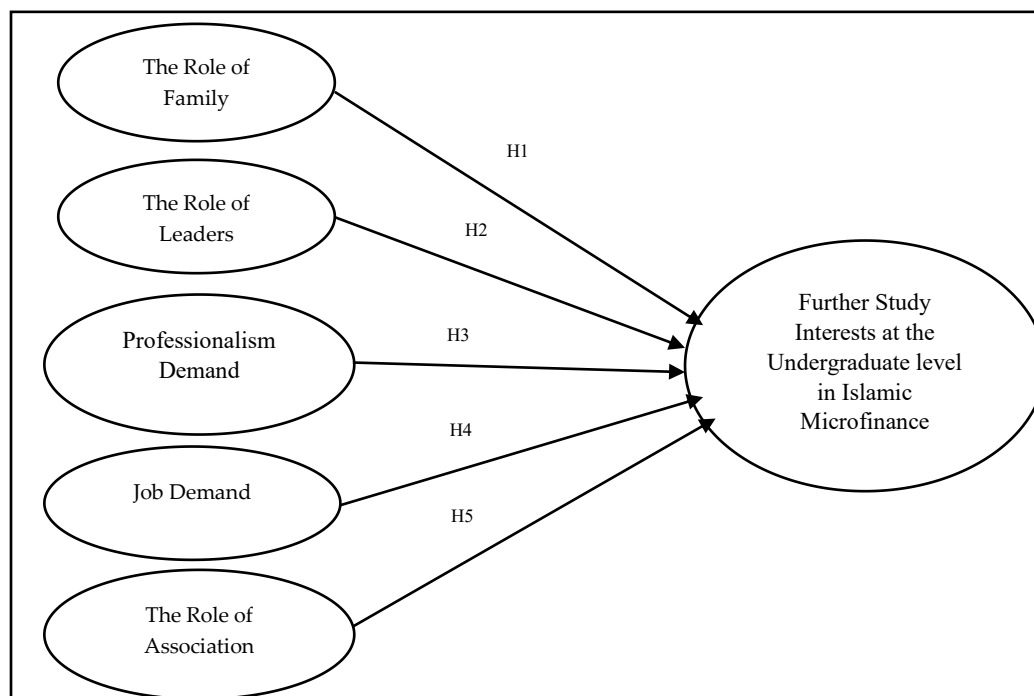 The Role of
Family
H1
The Role of
Leaders
H2
Professionalism
Demand
H3
Further Study
Interests at the
Undergraduate level
in Islamic
Microfinance
Job Demand
H4
The Role of
Association
H5